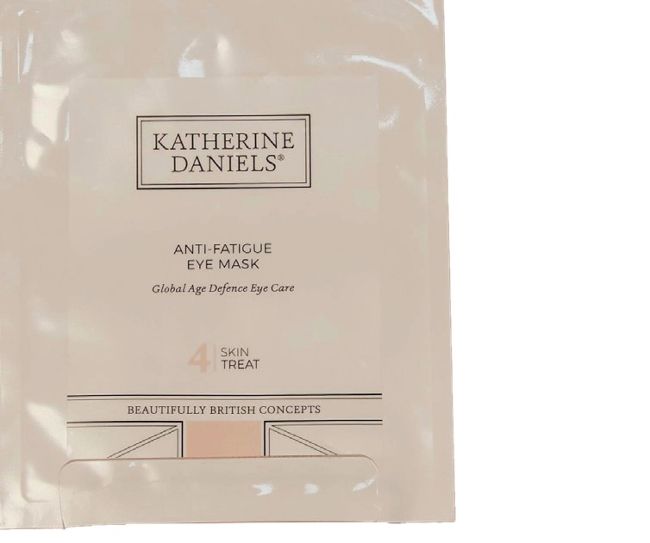 KATHERINE
DANIELS®
ANTI-FATIGUE
EYE MASK
Global Age Defence Eye Care
4 SKIN
TREAT
BEAUTIFULLY BRITISH CONCEPTS